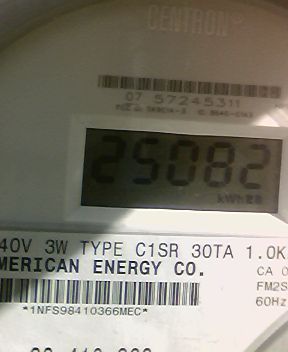 CENTRON
07 57245311
25082
kWh
40V 3W TYPE C1SR 30TA 1.0K
MERICAN ENERGY CO.
CA 0
FM2S
60Hz
*1NFS98410366MEC*